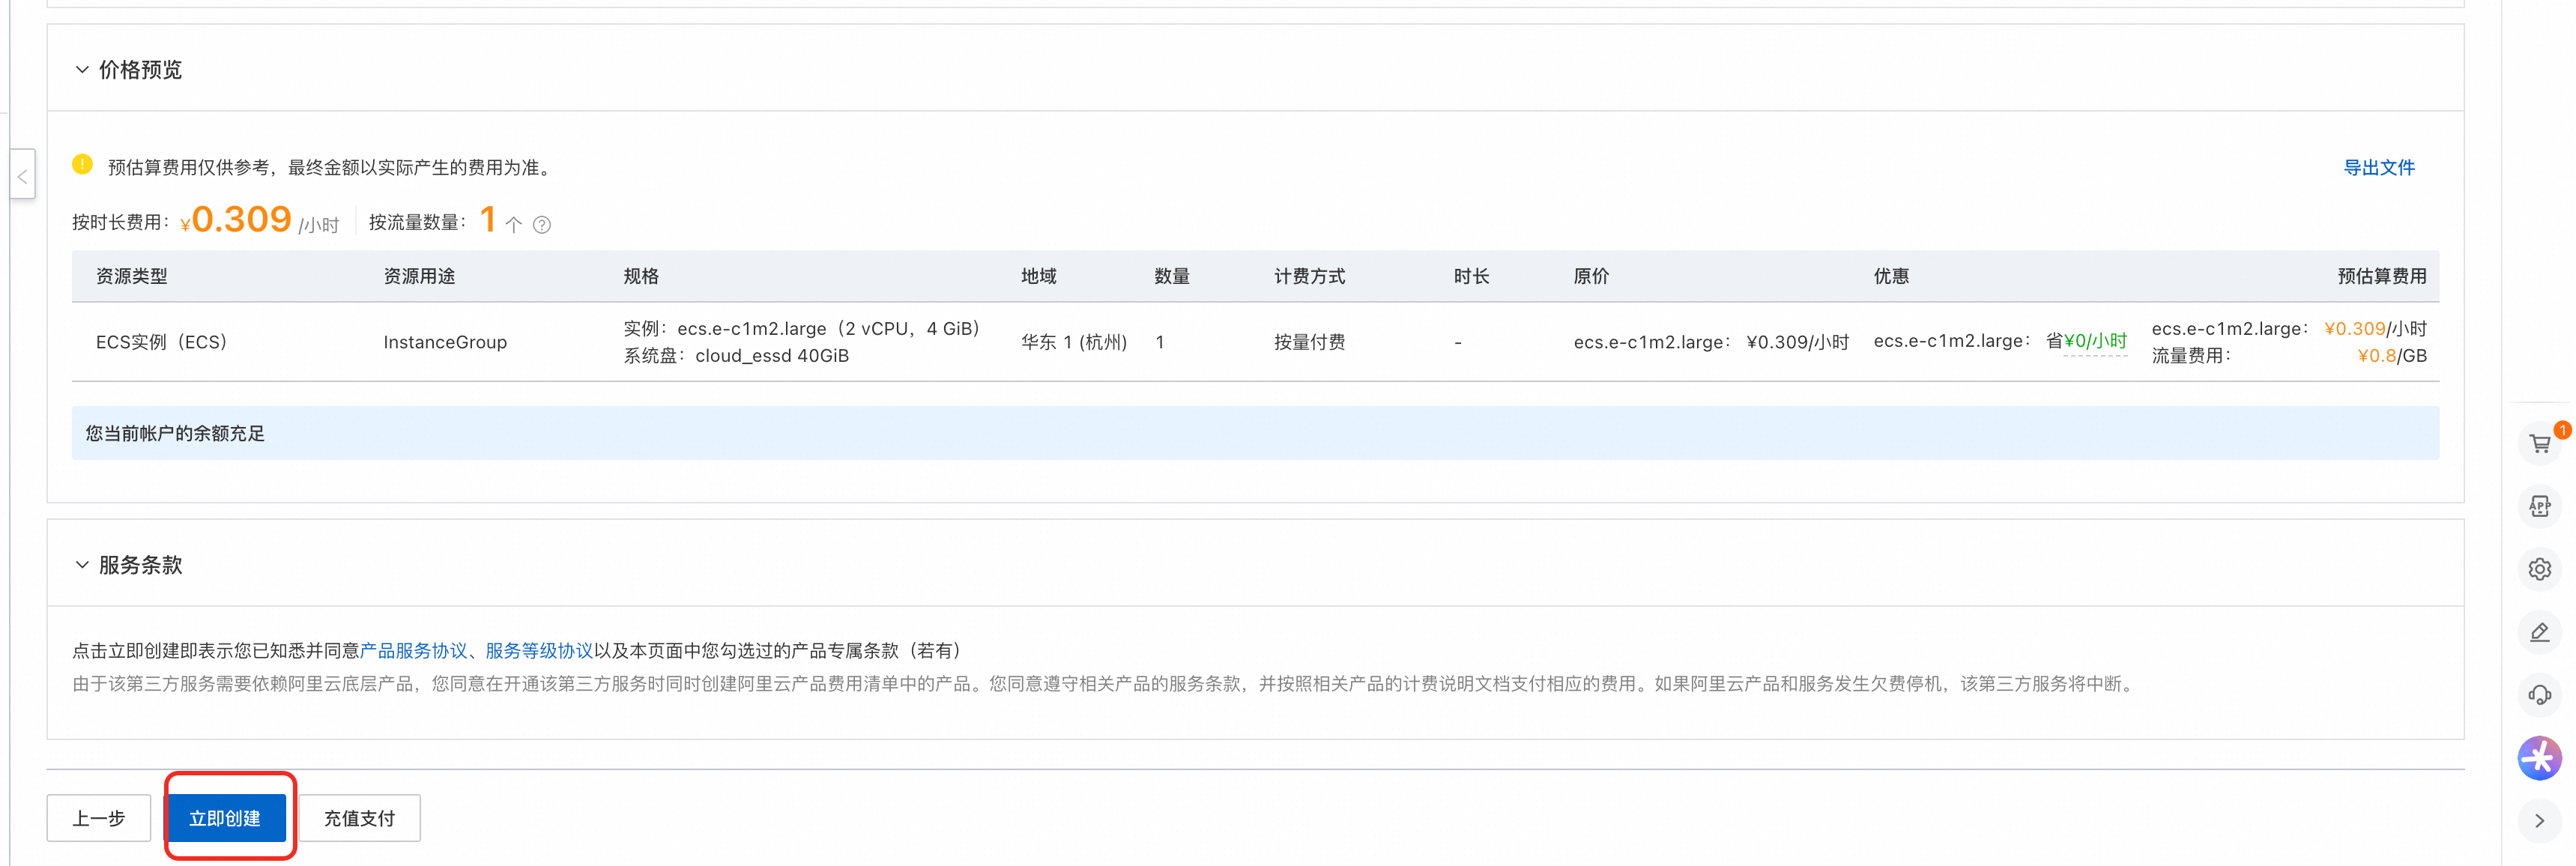 价格预览
预估算费用仅供参考，最终金额以实际产生的费用为准。
导出文件
按时长费用： ¥0.309 /小时 按流量数量： 1 个
资源类型 资源用途 规格 地域 数量 计费方式 时长 原价 优惠 预估算费用
ECS实例（ECS） InstanceGroup 实例：ecs.e-c1m2.large（2 vCPU，4 GiB） 华东 1 (杭州) 1 按量付费 - ecs.e-c1m2.large： ¥0.309/小时 ecs.e-c1m2.large： 省¥0/小时 ecs.e-c1m2.large： ¥0.309/小时
系统盘：cloud_essd 40GiB 流量费用： ¥0.8/GB
您当前帐户的余额充足
1
APP
服务条款
点击立即创建即表示您已知悉并同意产品服务协议、服务等级协议以及本页面中您勾选过的产品专属条款（若有）
由于该第三方服务需要依赖阿里云底层产品，您同意在开通该第三方服务时同时创建阿里云产品费用清单中的产品。您同意遵守相关产品的服务条款，并按照相关产品的计费说明文档支付相应的费用。如果阿里云产品和服务发生欠费停机，该第三方服务将中断。
上一步 立即创建 充值支付